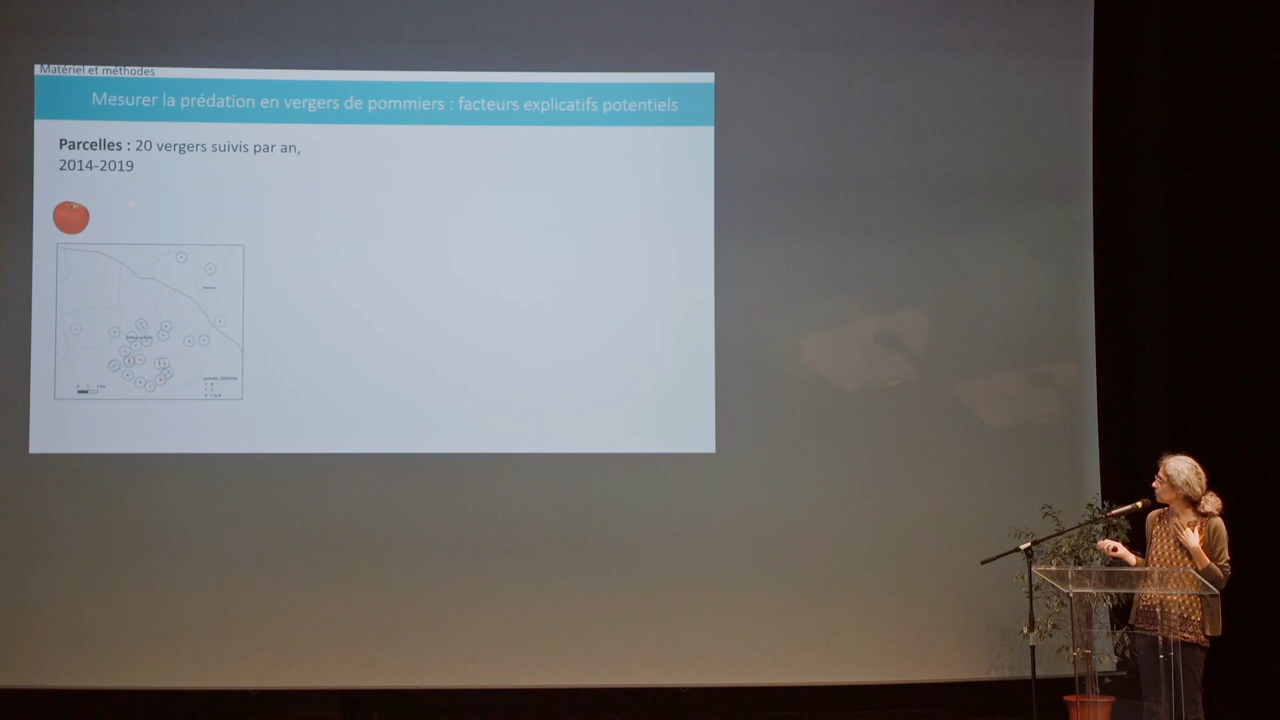 Matériel et méthodes
Mesurer la prédation en vergers de pommiers : facteurs explicatifs potentiels
Parcelles : 20 vergers suivis par an,
2014-2019